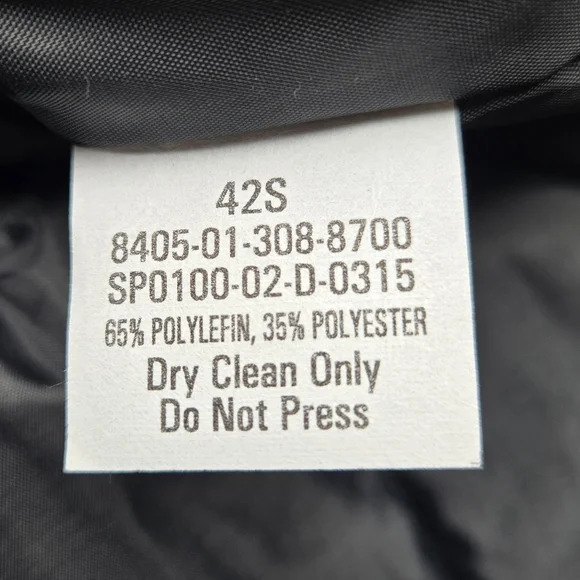 42S
8405-01-308-8700
SP0100-02-D-0315
65% POLYLEFIN, 35% POLYESTER
Dry Clean Only
Do Not Press